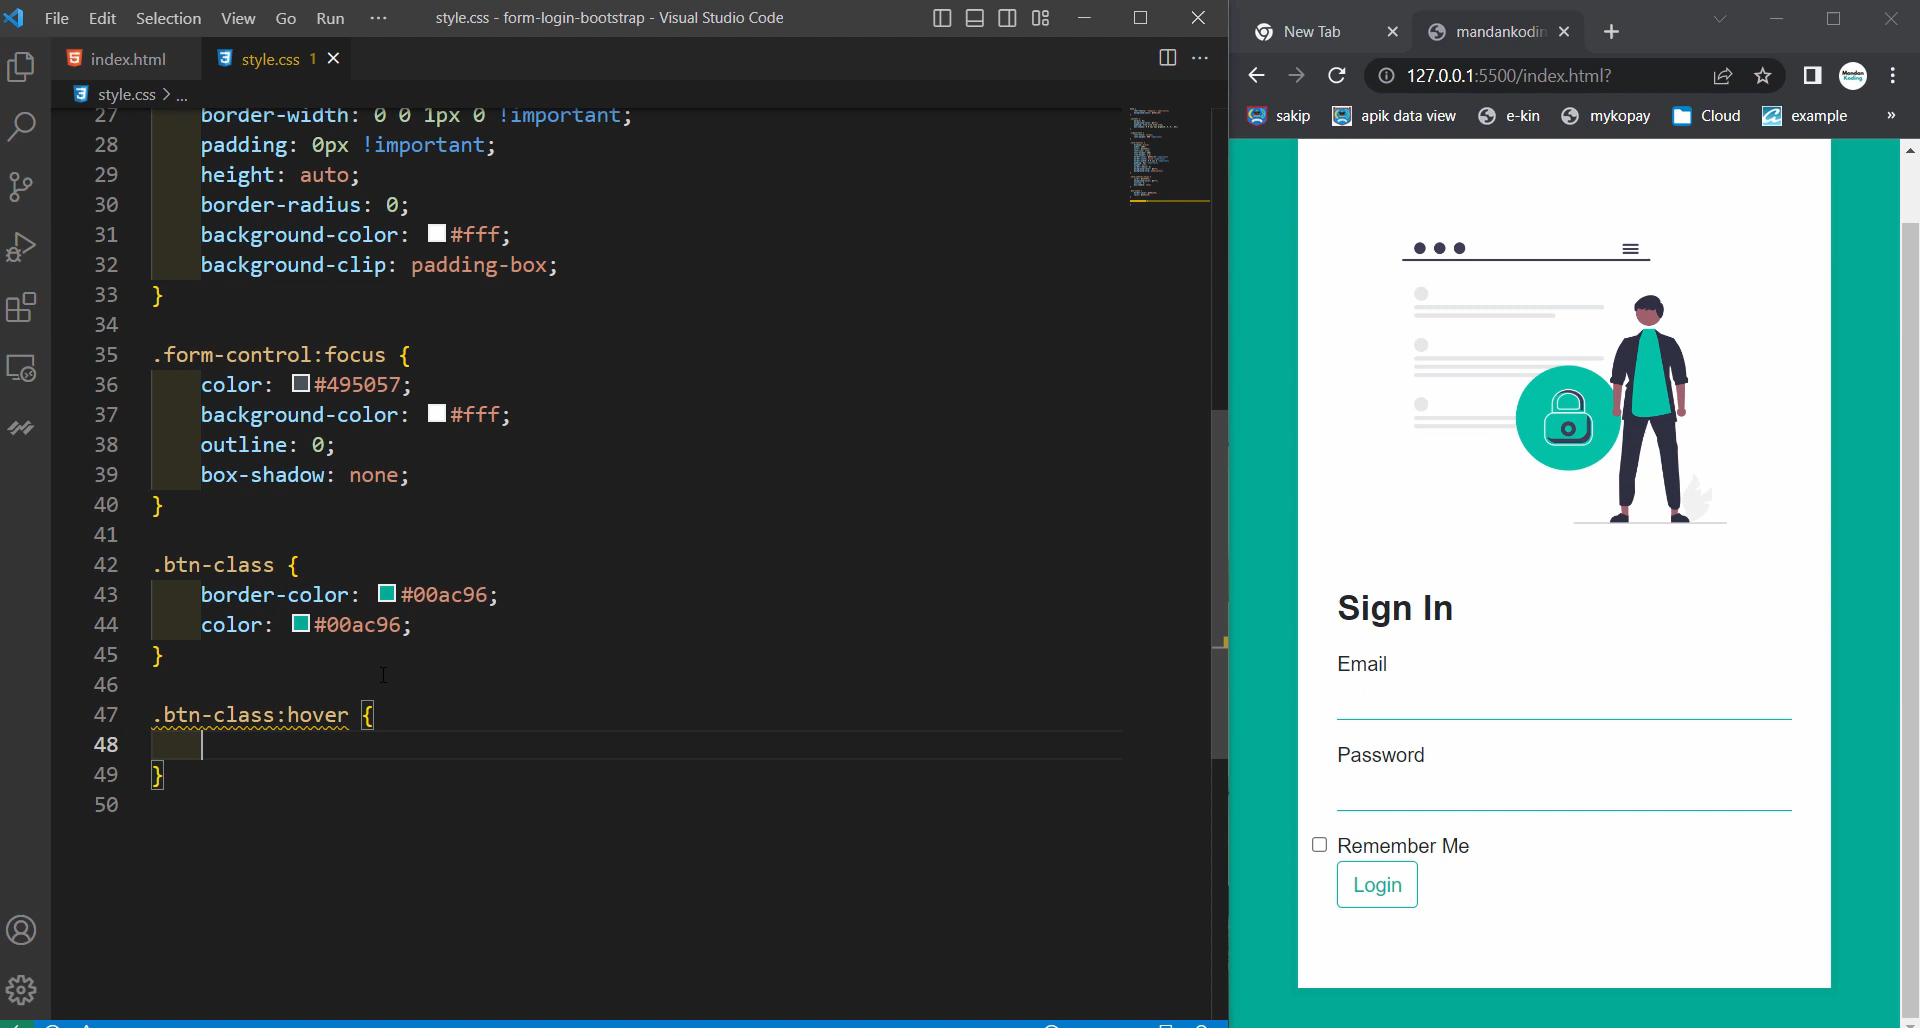 File Edit Selection View Go Run ··· style.css - form-login-bootstrap - Visual Studio Code
index.html style.css 1
style.css > ...
27 border-width: 0 0 1px 0 !important;
28 padding: 0px !important;
29 height: auto;
30 border-radius: 0;
31 background-color: #fff;
32 background-clip: padding-box;
33 }
34
35 .form-control:focus {
36 color: #495057;
37 background-color: #fff;
38 outline: 0;
39 box-shadow: none;
40 }
41
42 .btn-class {
43 border-color: #00ac96;
44 color: #00ac96;
45 }
46
47 .btn-class:hover {
48
49 }
50
New Tab mandankodin
127.0.0.1:5500/index.html?
Mandan
Koding
sakip apik data view e-kin mykopay Cloud example »
Sign In
Email
Password
Remember Me
Login